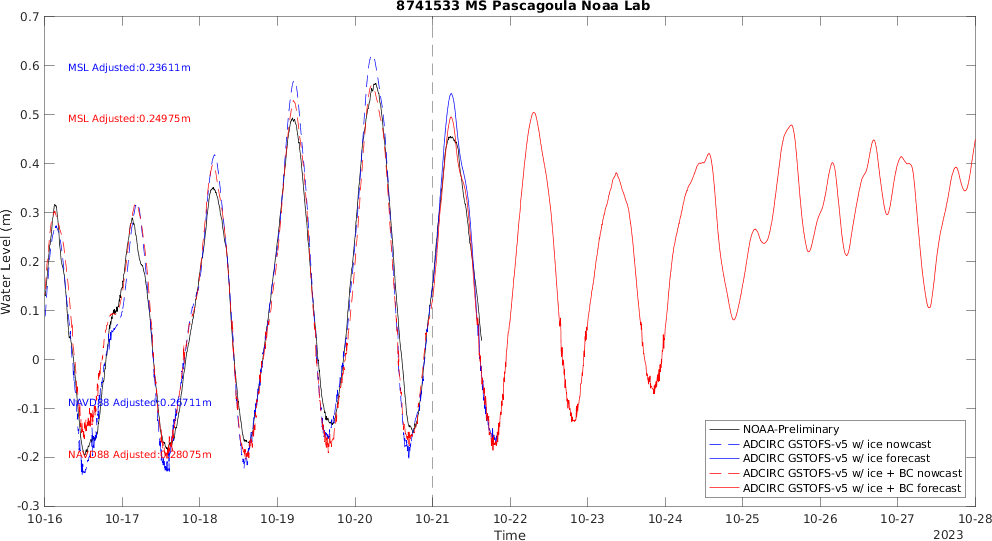 8741533 MS Pascagoula Noaa Lab
0.7
0.6
0.5
0.4
0.3
0.2
0.1
0
-0.1
-0.2
-0.3
Water Level (m)
MSL Adjusted:0.23611m
MSL Adjusted:0.24975m
NAVD88 Adjusted:0.26711m
NAVD88 Adjusted:0.28075m
NOAA-Preliminary
ADCIRC GSTOFS-v5 w/ ice nowcast
ADCIRC GSTOFS-v5 w/ ice forecast
ADCIRC GSTOFS-v5 w/ ice + BC nowcast
ADCIRC GSTOFS-v5 w/ ice + BC forecast
10-16 10-17 10-18 10-19 10-20 10-21 10-22 10-23 10-24 10-25 10-26 10-27 10-28
Time
2023